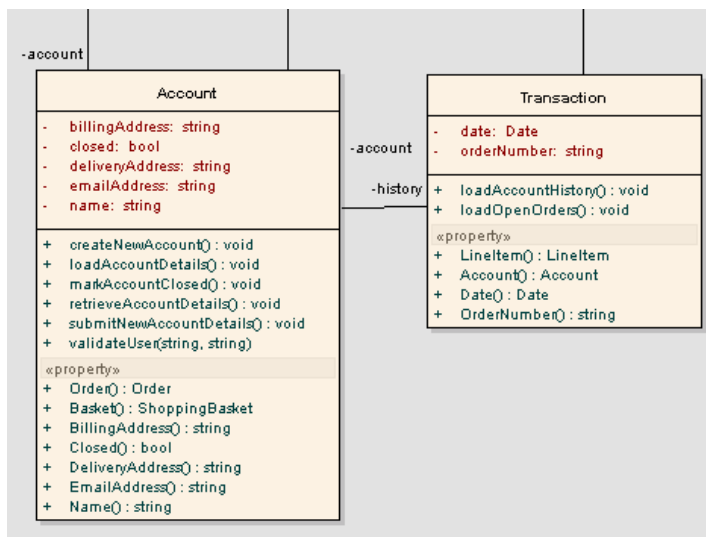 -account
Account
- billingAddress: string
- closed: bool
- deliveryAddress: string
- emailAddress: string
- name: string
+ createNewAccount() : void
+ loadAccountDetails() : void
+ markAccountClosed() : void
+ retrieveAccountDetails() : void
+ submitNewAccountDetails() : void
+ validateUser(string, string)
«property»
+ Order() : Order
+ Basket() : ShoppingBasket
+ BillingAddress() : string
+ Closed() : bool
+ DeliveryAddress() : string
+ EmailAddress() : string
+ Name() : string
-account
-history
Transaction
- date: Date
- orderNumber: string
+ loadAccountHistory() : void
+ loadOpenOrders() : void
«property»
+ LineItem() : LineItem
+ Account() : Account
+ Date() : Date
+ OrderNumber() : string